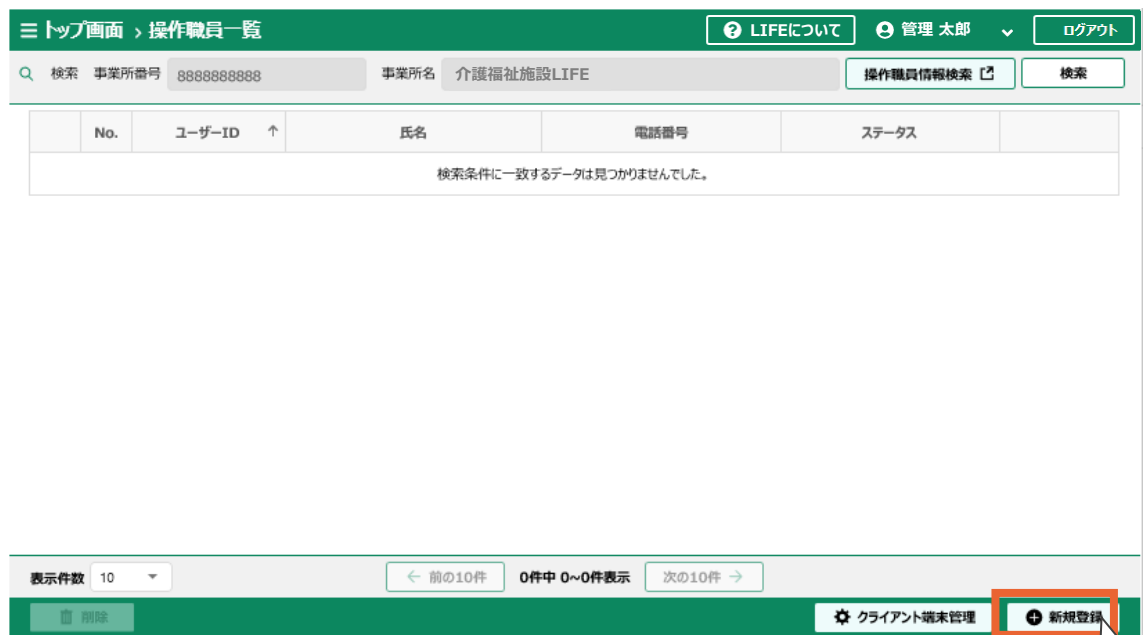 トップ画面 › 操作職員一覧 LIFEについて 管理 太郎 ログアウト
検索 事業所番号 8888888888 事業所名 介護福祉施設LIFE 操作職員情報検索 検索
No. ユーザーID ↑ 氏名 電話番号 ステータス
検索条件に一致するデータは見つかりませんでした。
表示件数 10 ← 前の10件 0件中 0~0件表示 次の10件 →
削除 クライアント端末管理 新規登録